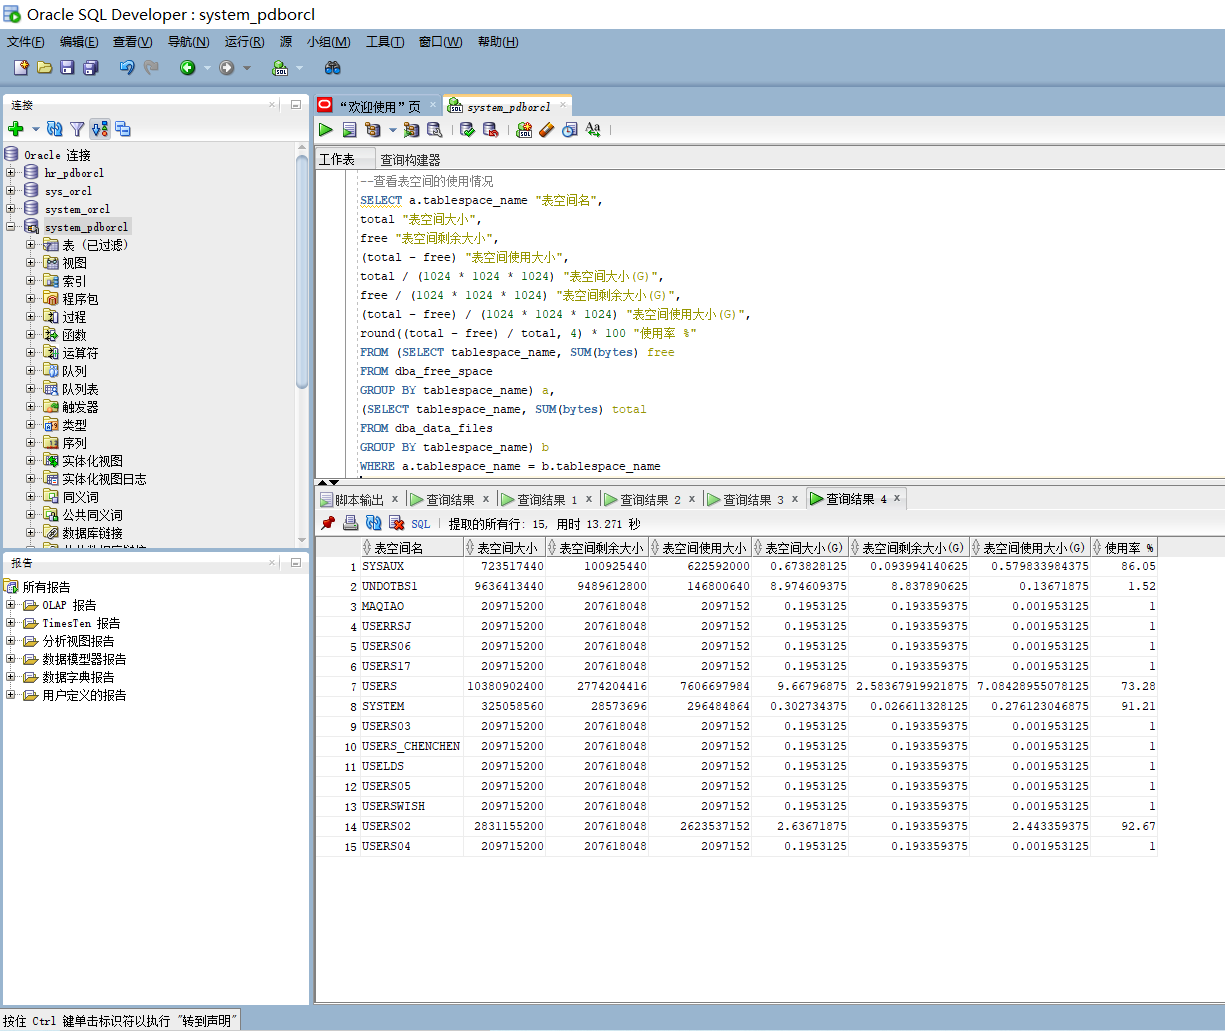 Oracle SQL Developer : system_pdborcl
文件(F) 编辑(E) 查看(V) 导航(N) 运行(R) 源 小组(M) 工具(T) 窗口(W) 帮助(H)
连接
Oracle 连接
hr_pdborcl
sys_orcl
system_orcl
system_pdborcl
表 (已过滤)
视图
索引
程序包
过程
函数
运算符
队列
队列表
触发器
类型
序列
实体化视图
实体化视图日志
同义词
公共同义词
数据库链接
报告
所有报告
OLAP 报告
TimesTen 报告
分析视图报告
数据模型器报告
数据字典报告
用户定义的报告
“欢迎使用”页 system_pdborcl
工作表 查询构建器
--查看表空间的使用情况
SELECT a.tablespace_name "表空间名",
total "表空间大小",
free "表空间剩余大小",
(total - free) "表空间使用大小",
total / (1024 * 1024 * 1024) "表空间大小(G)",
free / (1024 * 1024 * 1024) "表空间剩余大小(G)",
(total - free) / (1024 * 1024 * 1024) "表空间使用大小(G)",
round((total - free) / total, 4) * 100 "使用率 %"
FROM (SELECT tablespace_name, SUM(bytes) free
FROM dba_free_space
GROUP BY tablespace_name) a,
(SELECT tablespace_name, SUM(bytes) total
FROM dba_data_files
GROUP BY tablespace_name) b
WHERE a.tablespace_name = b.tablespace_name
脚本输出 × 查询结果 × 查询结果 1 × 查询结果 2 × 查询结果 3 × 查询结果 4 ×
SQL | 提取的所有行: 15, 用时 13.271 秒
表空间名 表空间大小 表空间剩余大小 表空间使用大小 表空间大小(G) 表空间剩余大小(G) 表空间使用大小(G) 使用率 %
1 SYSAUX 723517440 100925440 622592000 0.673828125 0.093994140625 0.579833984375 86.05
2 UNDOTBS1 9636413440 9489612800 146800640 8.974609375 8.837890625 0.13671875 1.52
3 MAQIAO 209715200 207618048 2097152 0.1953125 0.193359375 0.001953125 1
4 USERRSJ 209715200 207618048 2097152 0.1953125 0.193359375 0.001953125 1
5 USERS06 209715200 207618048 2097152 0.1953125 0.193359375 0.001953125 1
6 USERS17 209715200 207618048 2097152 0.1953125 0.193359375 0.001953125 1
7 USERS 10380902400 2774204416 7606697984 9.66796875 2.58367919921875 7.08428955078125 73.28
8 SYSTEM 325058560 28573696 296484864 0.302734375 0.026611328125 0.276123046875 91.21
9 USERS03 209715200 207618048 2097152 0.1953125 0.193359375 0.001953125 1
10 USERS_CHENCHEN 209715200 207618048 2097152 0.1953125 0.193359375 0.001953125 1
11 USELDS 209715200 207618048 2097152 0.1953125 0.193359375 0.001953125 1
12 USERS05 209715200 207618048 2097152 0.1953125 0.193359375 0.001953125 1
13 USERSWISH 209715200 207618048 2097152 0.1953125 0.193359375 0.001953125 1
14 USERS02 2831155200 207618048 2623537152 2.63671875 0.193359375 2.443359375 92.67
15 USERS04 209715200 207618048 2097152 0.1953125 0.193359375 0.001953125 1
按住 Ctrl 键单击标识符以执行 "转到声明"